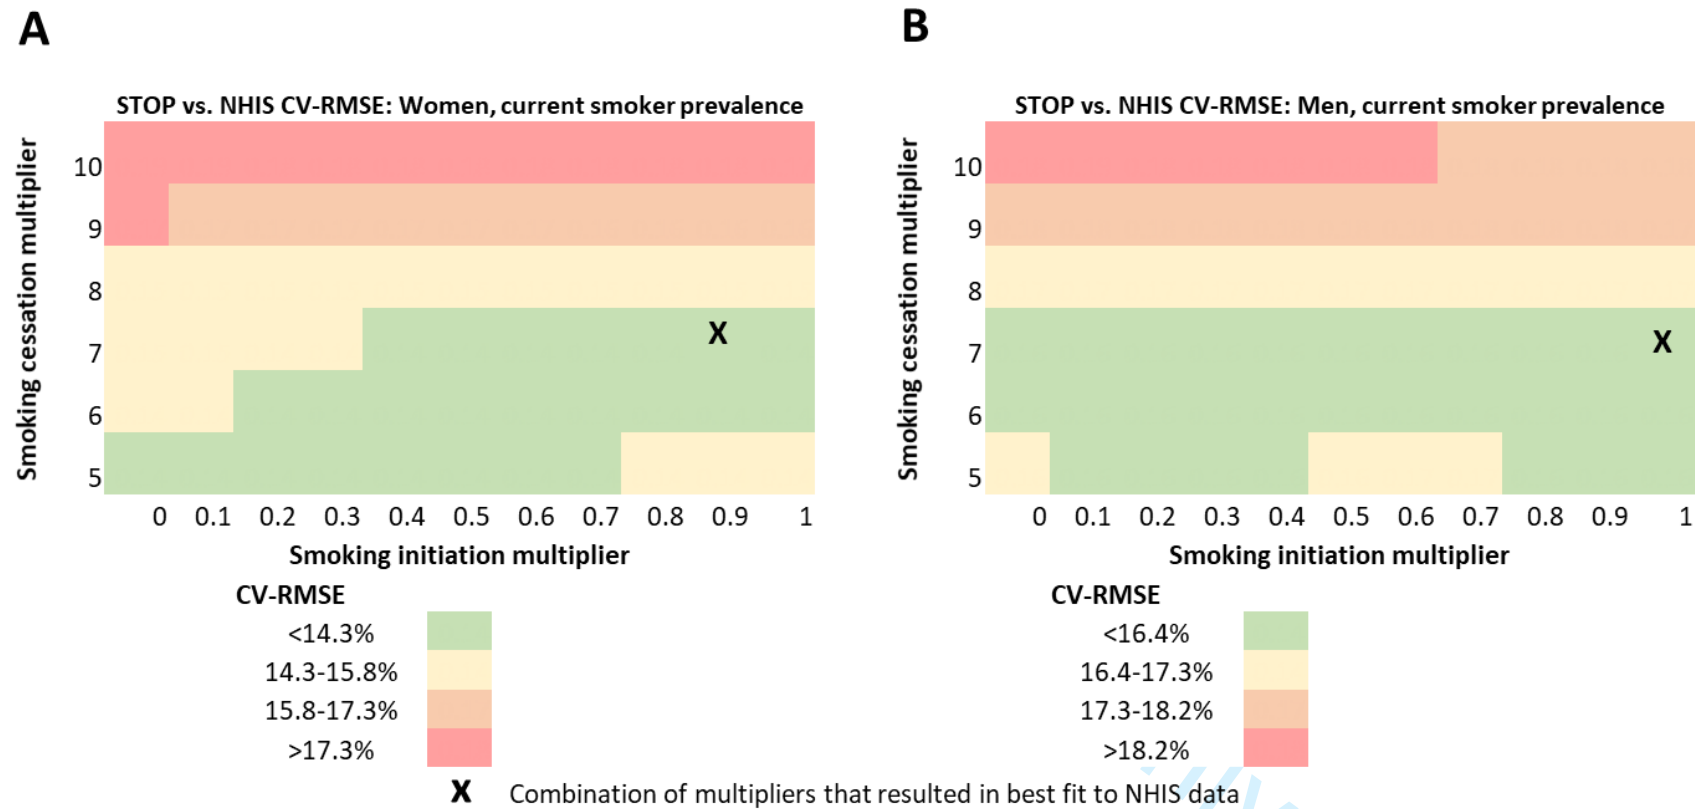 A
B
STOP vs. NHIS CV-RMSE: Women, current smoker prevalence
STOP vs. NHIS CV-RMSE: Men, current smoker prevalence
Smoking cessation multiplier
10
9
8
7
6
5
X
0 0.1 0.2 0.3 0.4 0.5 0.6 0.7 0.8 0.9 1
Smoking initiation multiplier
Smoking cessation multiplier
10
9
8
7
6
5
X
0 0.1 0.2 0.3 0.4 0.5 0.6 0.7 0.8 0.9 1
Smoking initiation multiplier
CV-RMSE
<14.3%
14.3-15.8%
15.8-17.3%
>17.3%
CV-RMSE
<16.4%
16.4-17.3%
17.3-18.2%
>18.2%
X Combination of multipliers that resulted in best fit to NHIS data